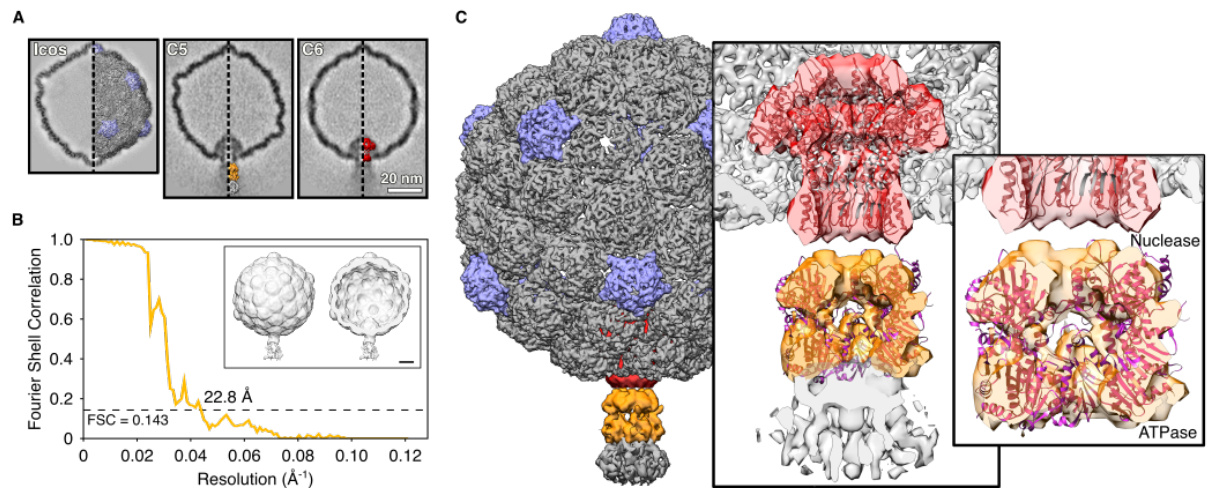 A
Icos
C5
C6
20 nm
B
Fourier Shell Correlation
1.0
0.8
0.6
0.4
0.2
0
22.8 Å
FSC = 0.143
0 0.02 0.04 0.06 0.08 0.10 0.12
Resolution (Å⁻¹)
C
Nuclease
ATPase